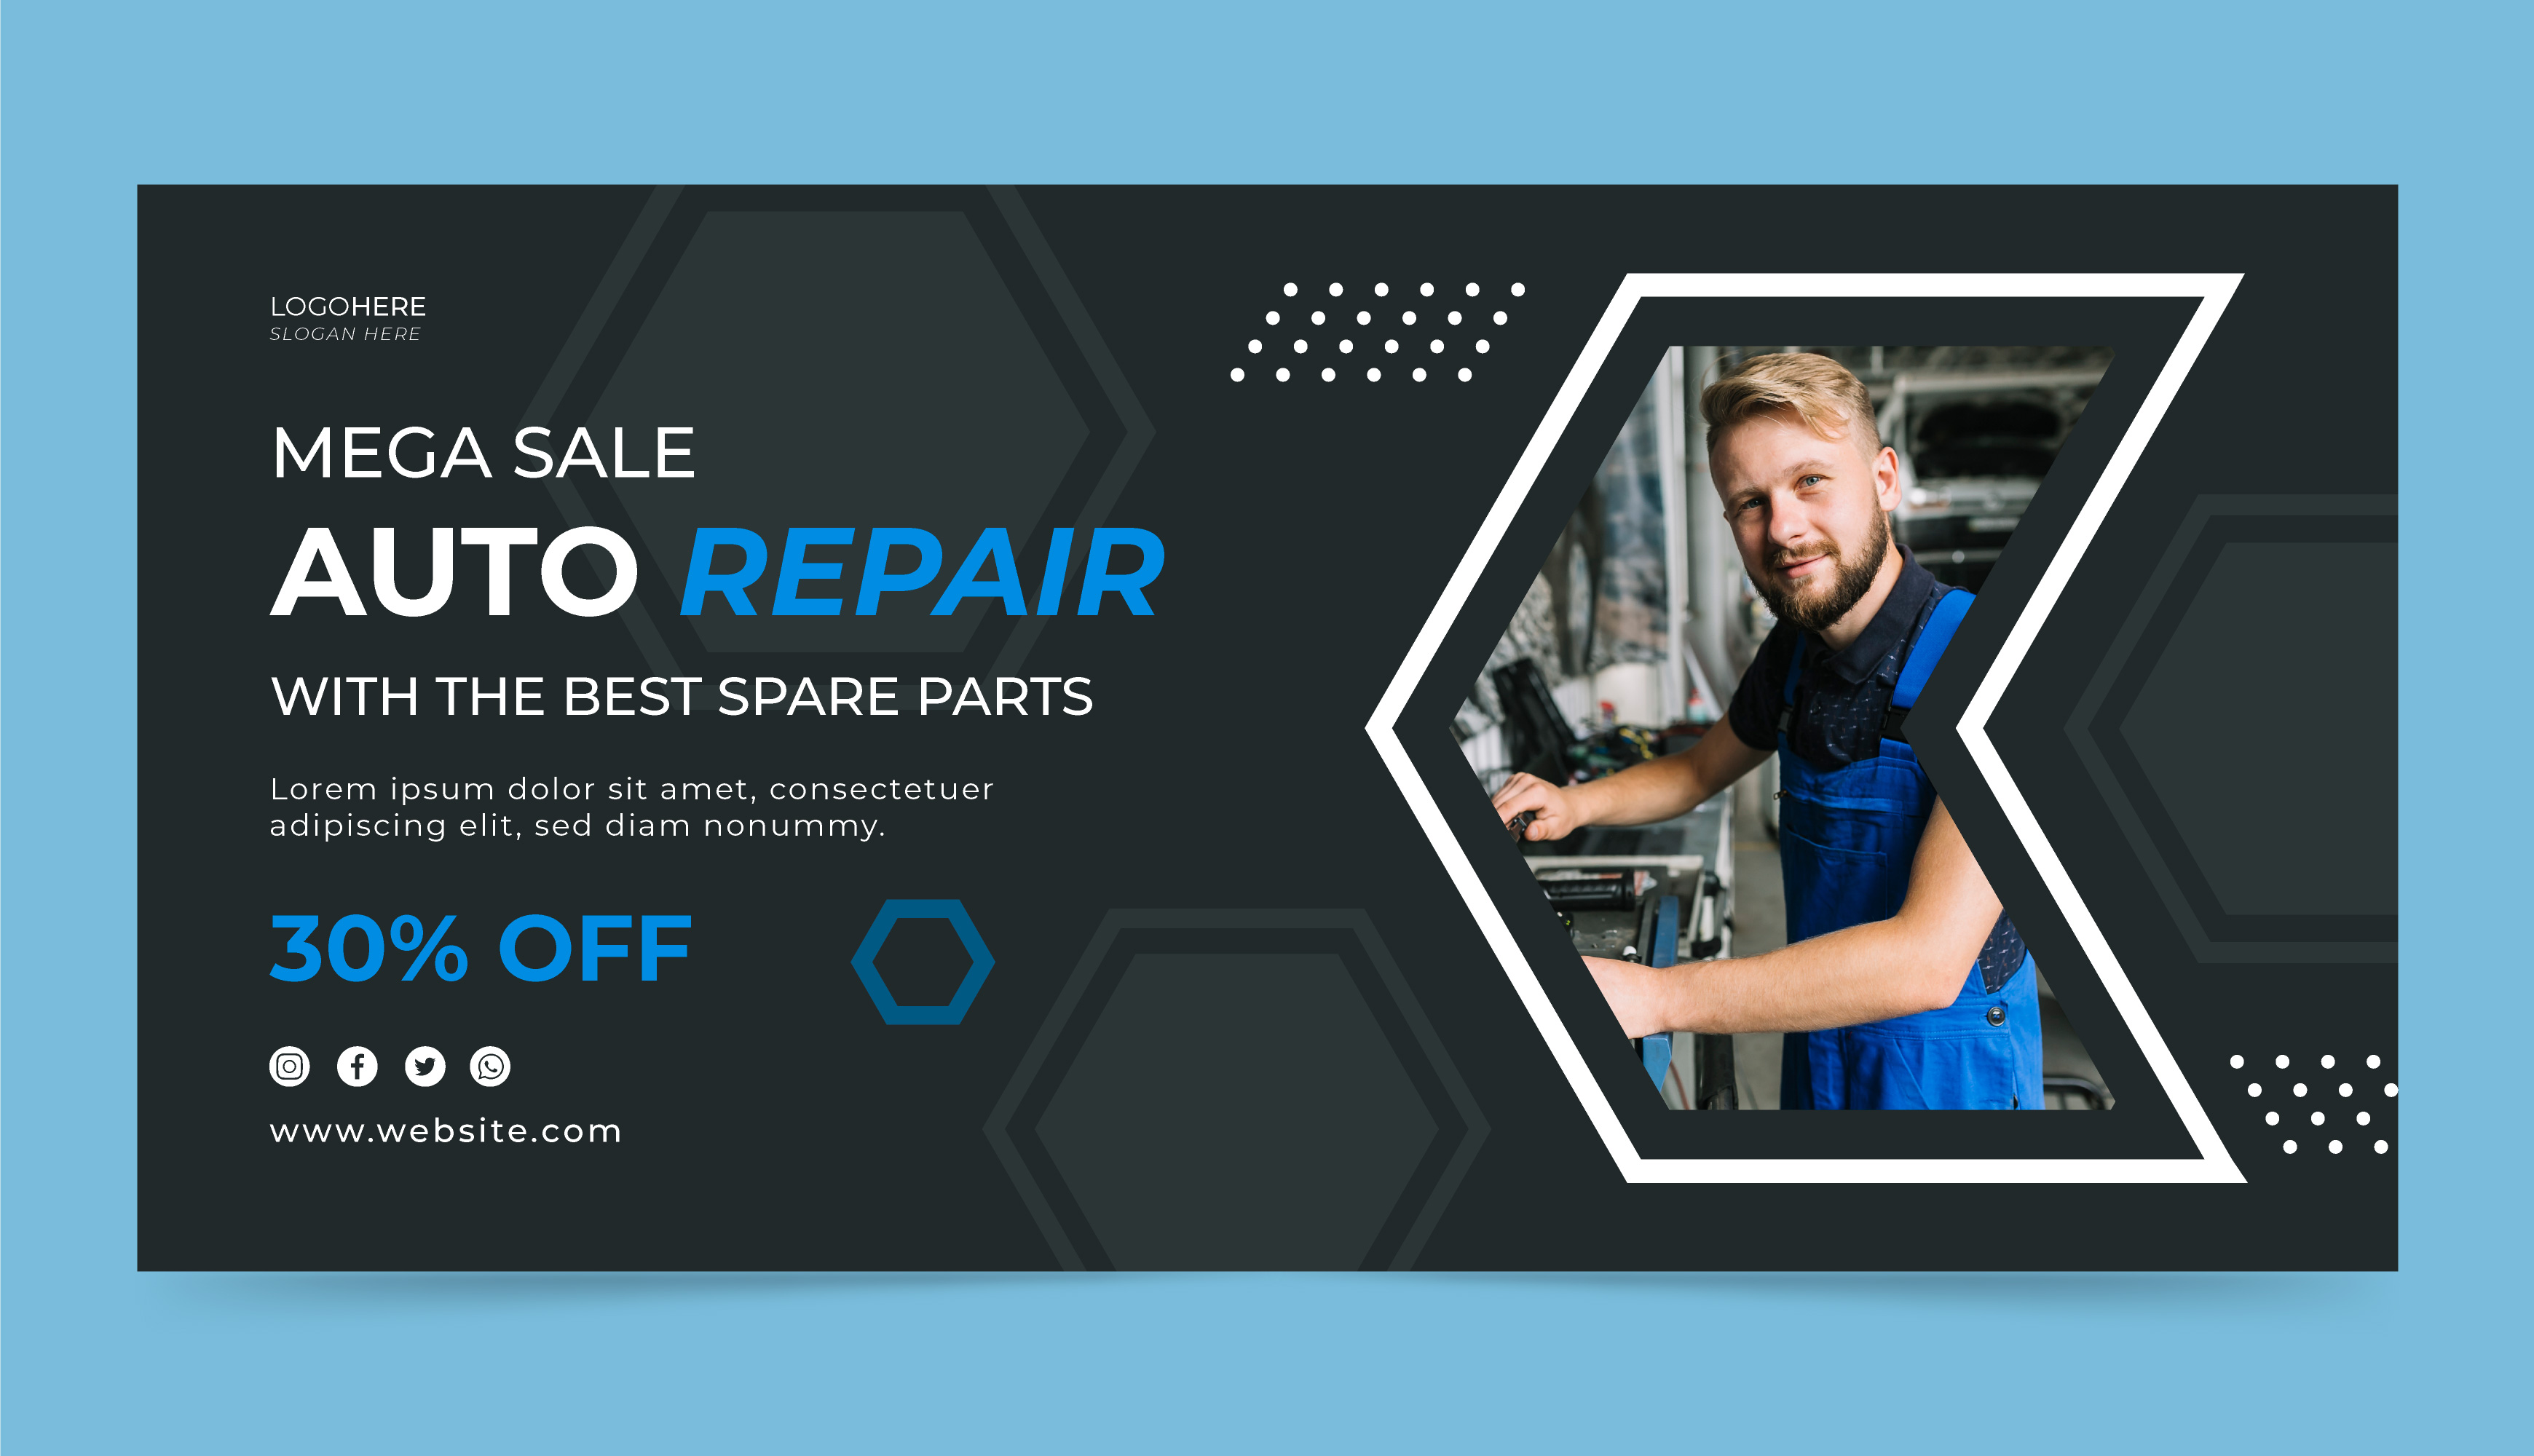 LOGOHERE
SLOGAN HERE
MEGA SALE
AUTO REPAIR
WITH THE BEST SPARE PARTS
Lorem ipsum dolor sit amet, consectetuer
adipiscing elit, sed diam nonummy.
30% OFF
www.website.com